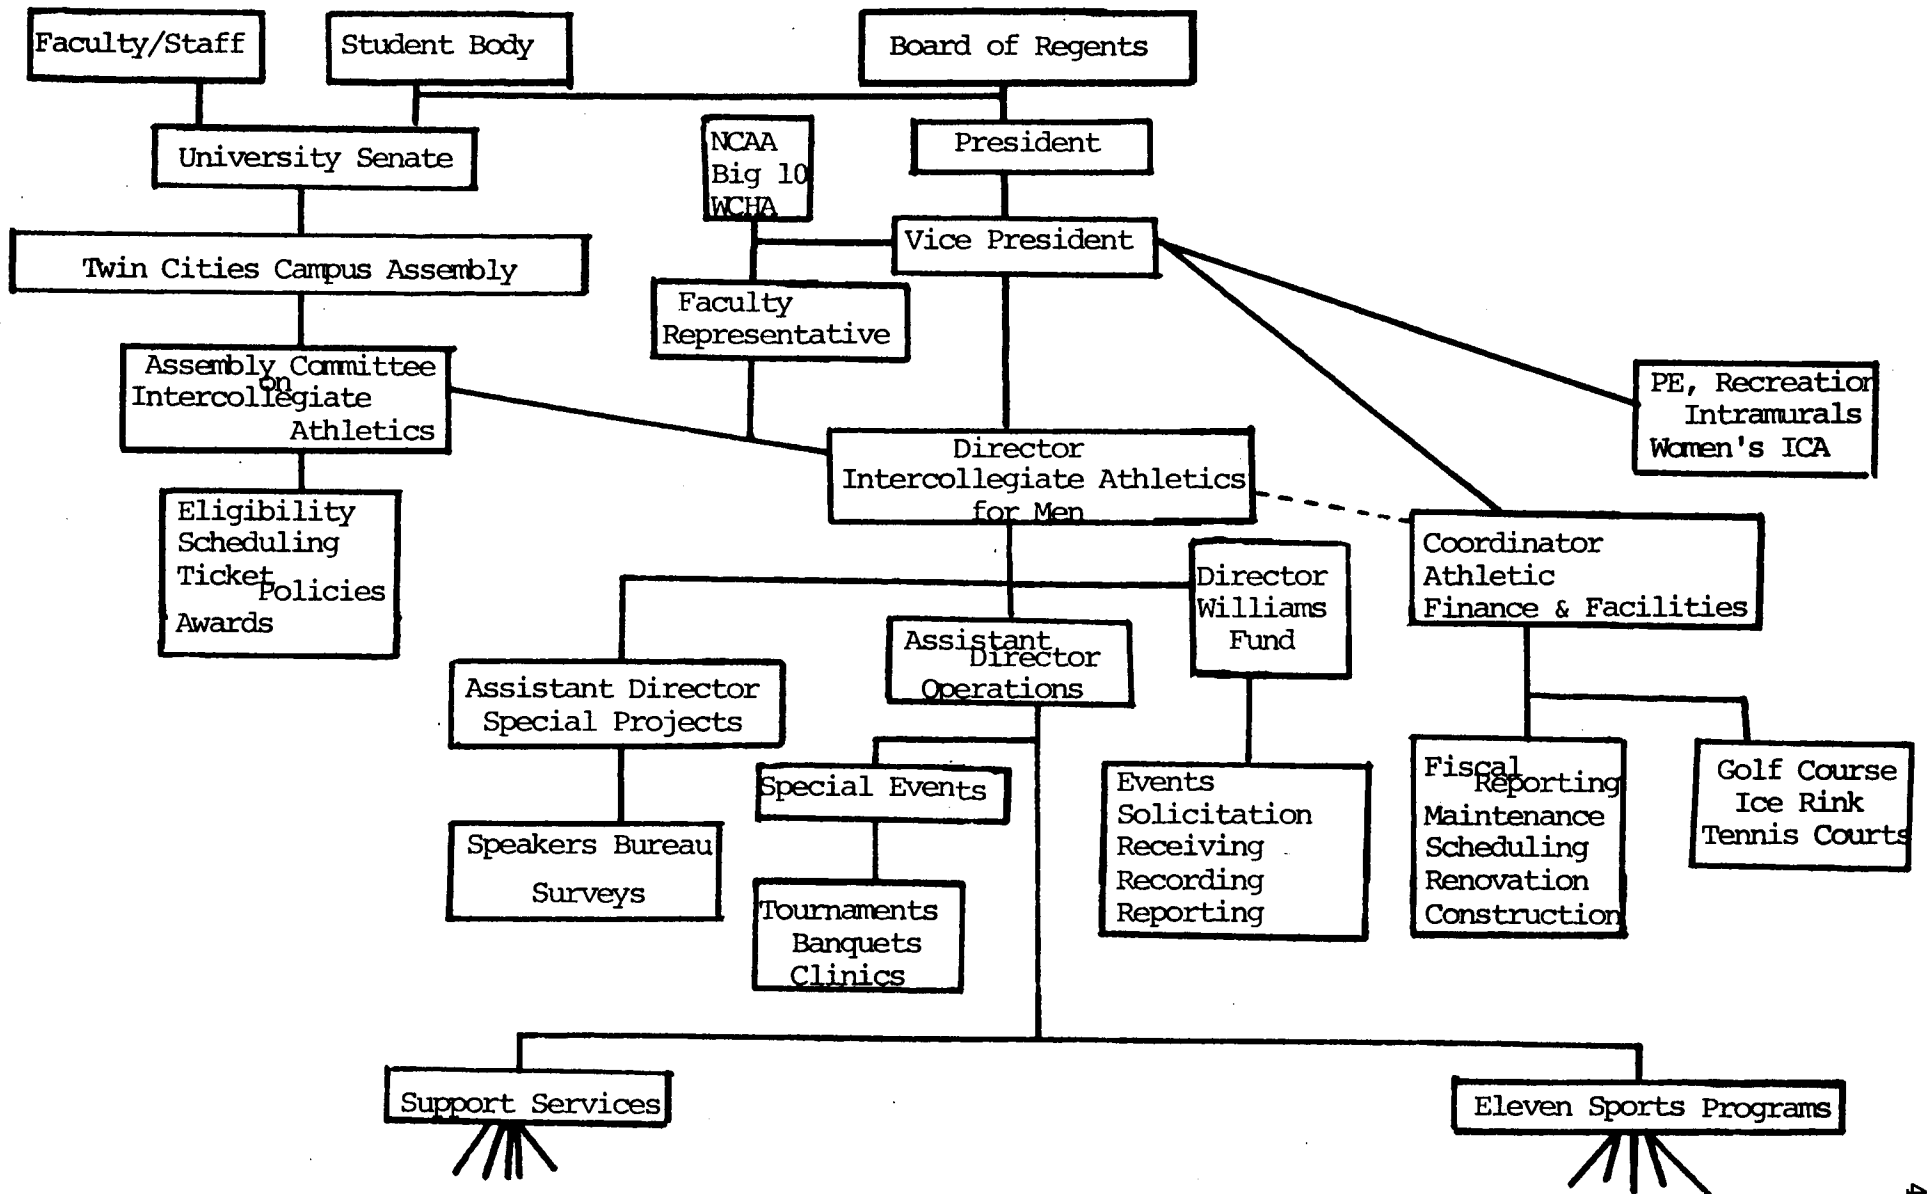 Faculty/Staff
Student Body
Board of Regents
University Senate
NCAA
Big 10
WCHA
President
Twin Cities Campus Assembly
Vice President
Faculty
Representative
Assembly Committee
on
Intercollegiate
Athletics
PE, Recreation
Intramurals
Women's ICA
Director
Intercollegiate Athletics
for Men
Eligibility
Scheduling
Ticket
Policies
Awards
Director
Williams
Fund
Coordinator
Athletic
Finance & Facilities
Assistant Director
Special Projects
Assistant
Director
Operations
Speakers Bureau
Surveys
Special Events
Tournaments
Banquets
Clinics
Events
Solicitation
Receiving
Recording
Reporting
Fiscal
Reporting
Maintenance
Scheduling
Renovation
Construction
Golf Course
Ice Rink
Tennis Courts
Support Services
Eleven Sports Programs